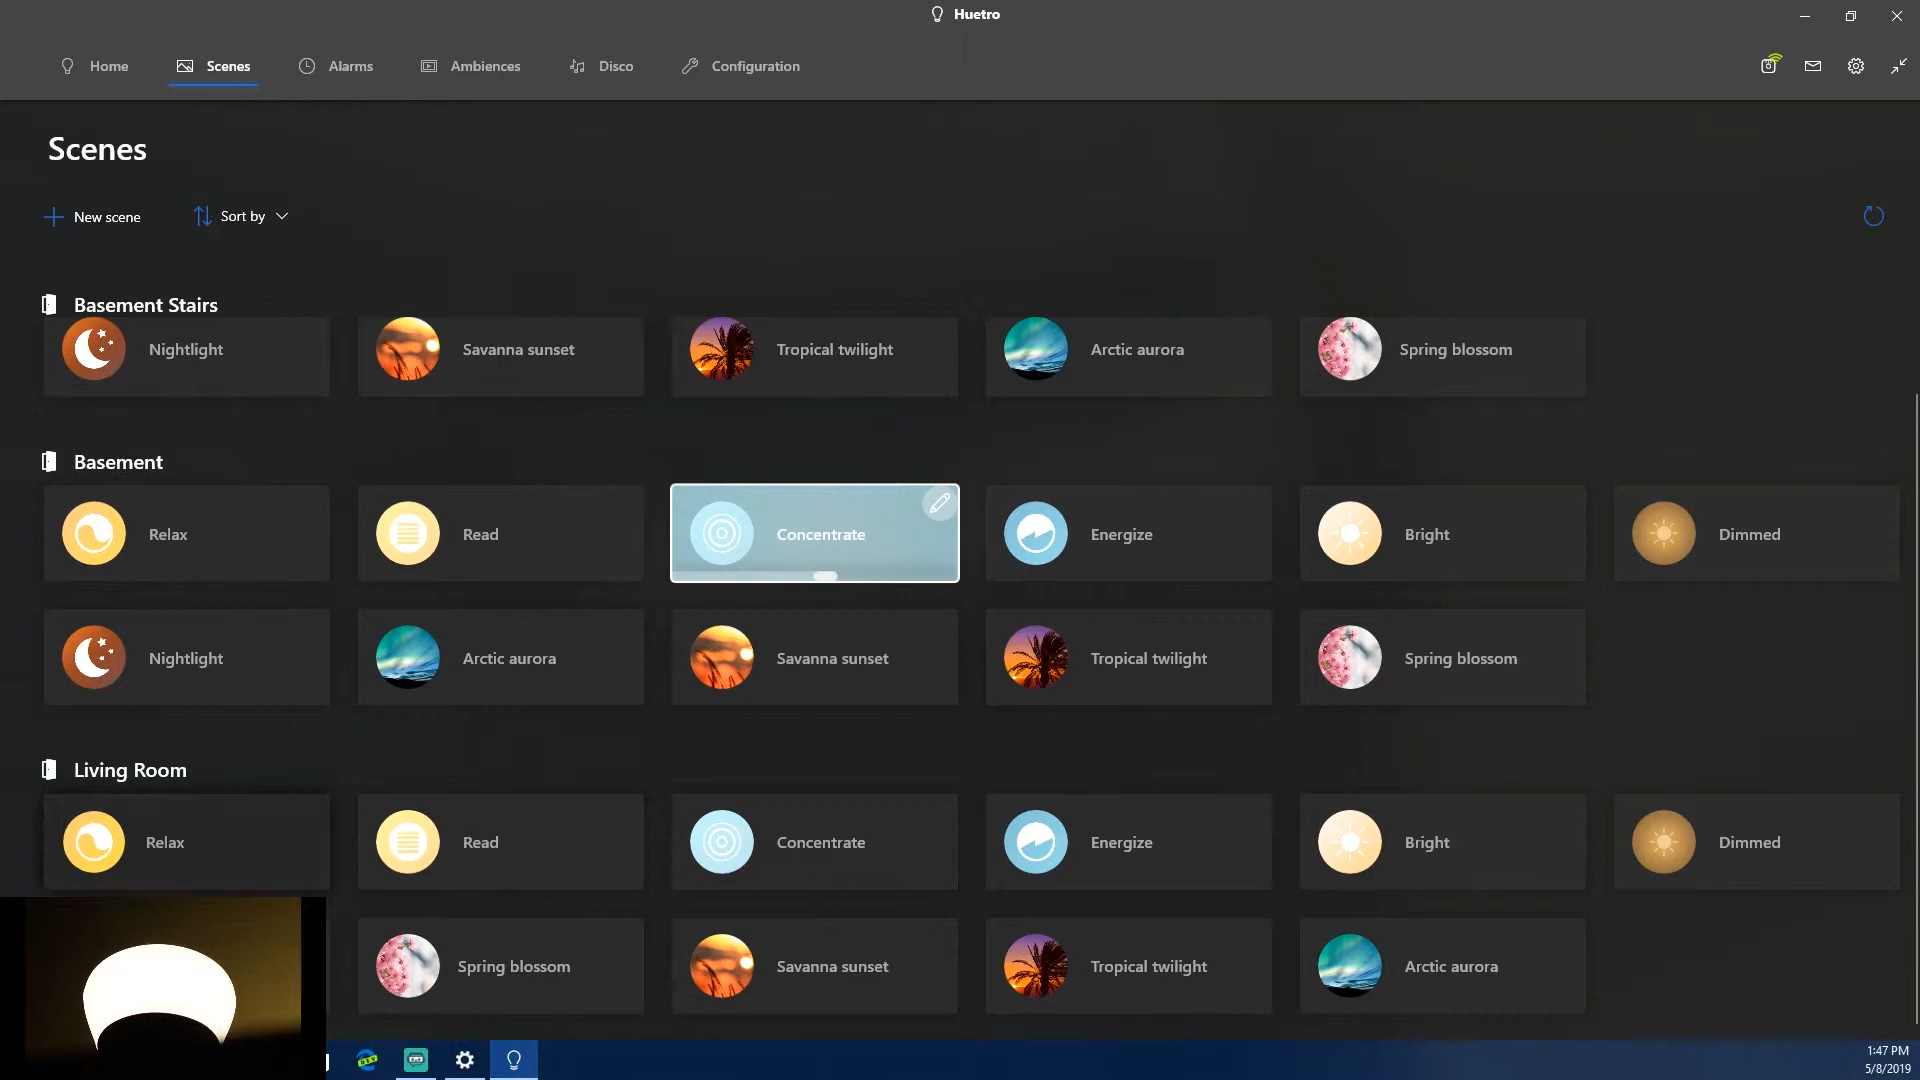 Huetro
Home Scenes Alarms Ambiences Disco Configuration
Scenes
New scene Sort by
Basement Stairs
Nightlight Savanna sunset Tropical twilight Arctic aurora Spring blossom
Basement
Relax Read Concentrate Energize Bright Dimmed
Nightlight Arctic aurora Savanna sunset Tropical twilight Spring blossom
Living Room
Relax Read Concentrate Energize Bright Dimmed
Spring blossom Savanna sunset Tropical twilight Arctic aurora
DEV
1:47 PM
5/8/2019